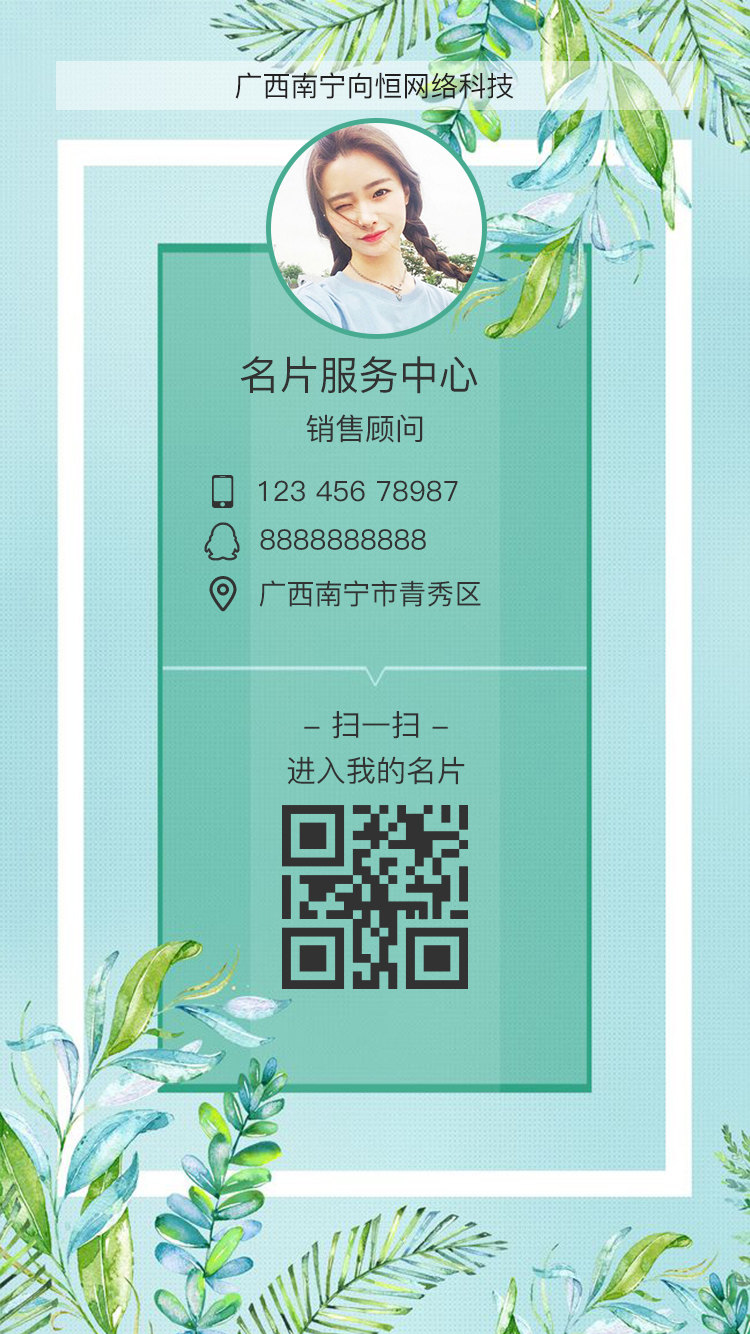 广西南宁向恒网络科技
名片服务中心
销售顾问
123 456 78987
8888888888
广西南宁市青秀区
– 扫一扫 –
进入我的名片